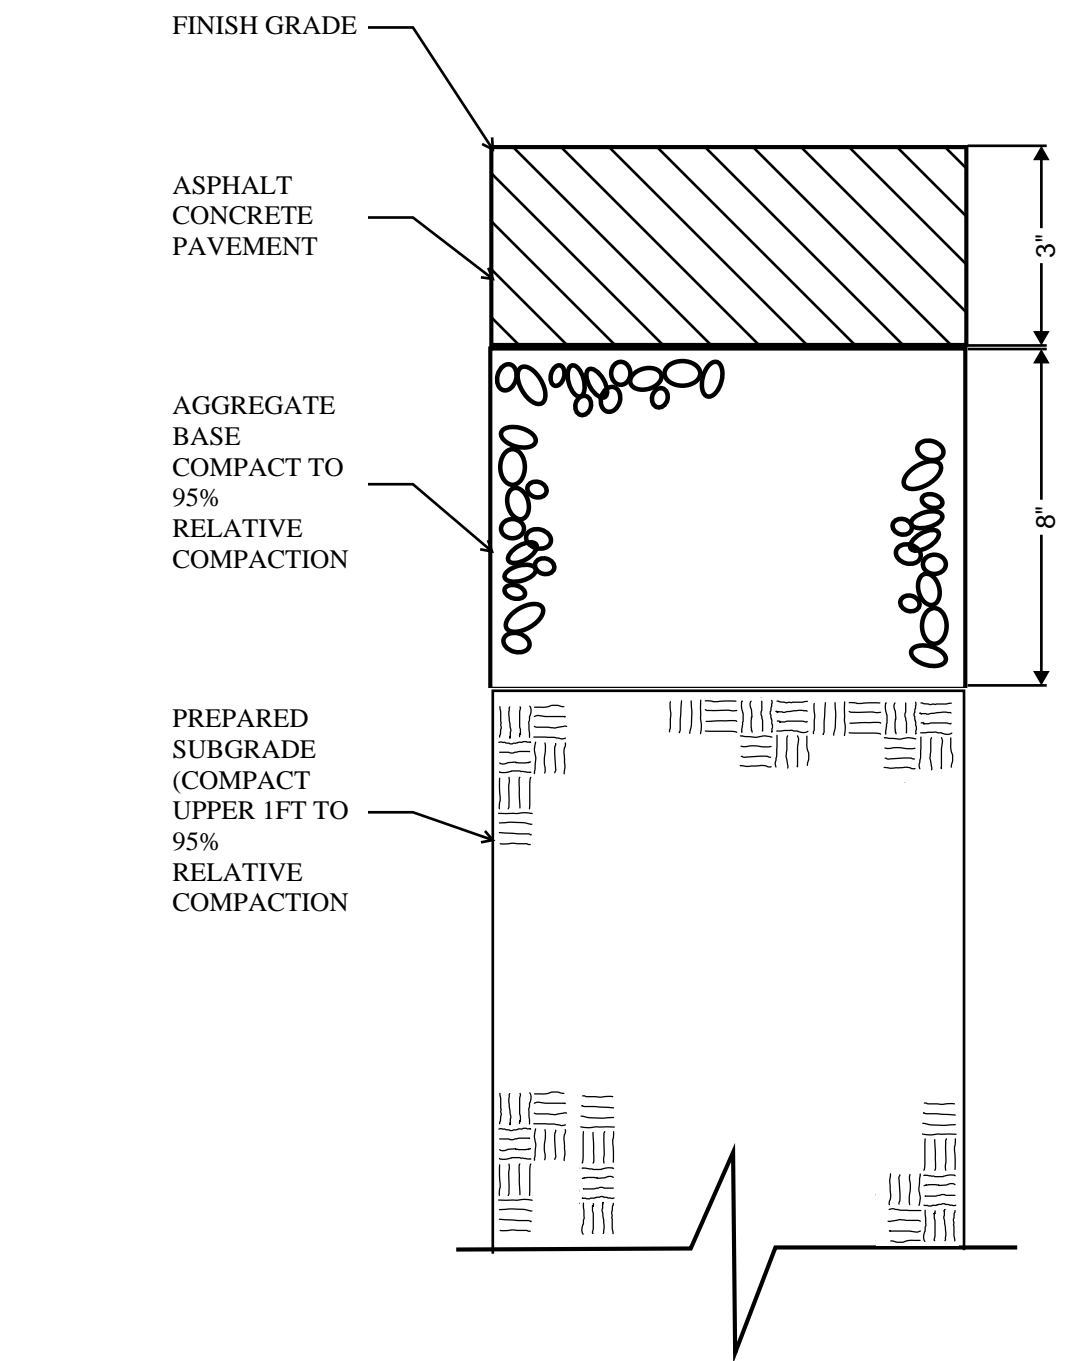 FINISH GRADE
ASPHALT
CONCRETE
PAVEMENT
3"
AGGREGATE
BASE
COMPACT TO
95%
RELATIVE
COMPACTION
8"
PREPARED
SUBGRADE
(COMPACT
UPPER 1FT TO
95%
RELATIVE
COMPACTION